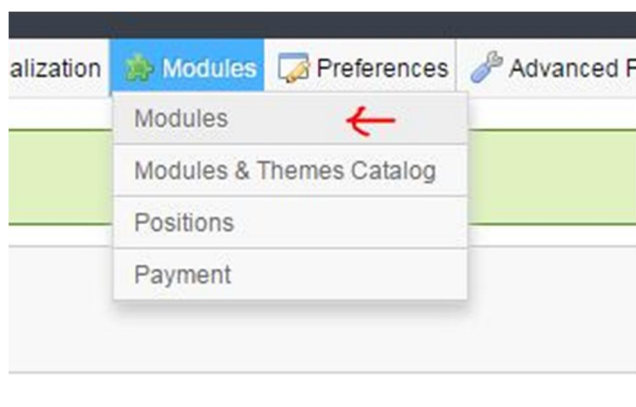 alization Modules Preferences Advanced F
Modules
Modules & Themes Catalog
Positions
Payment